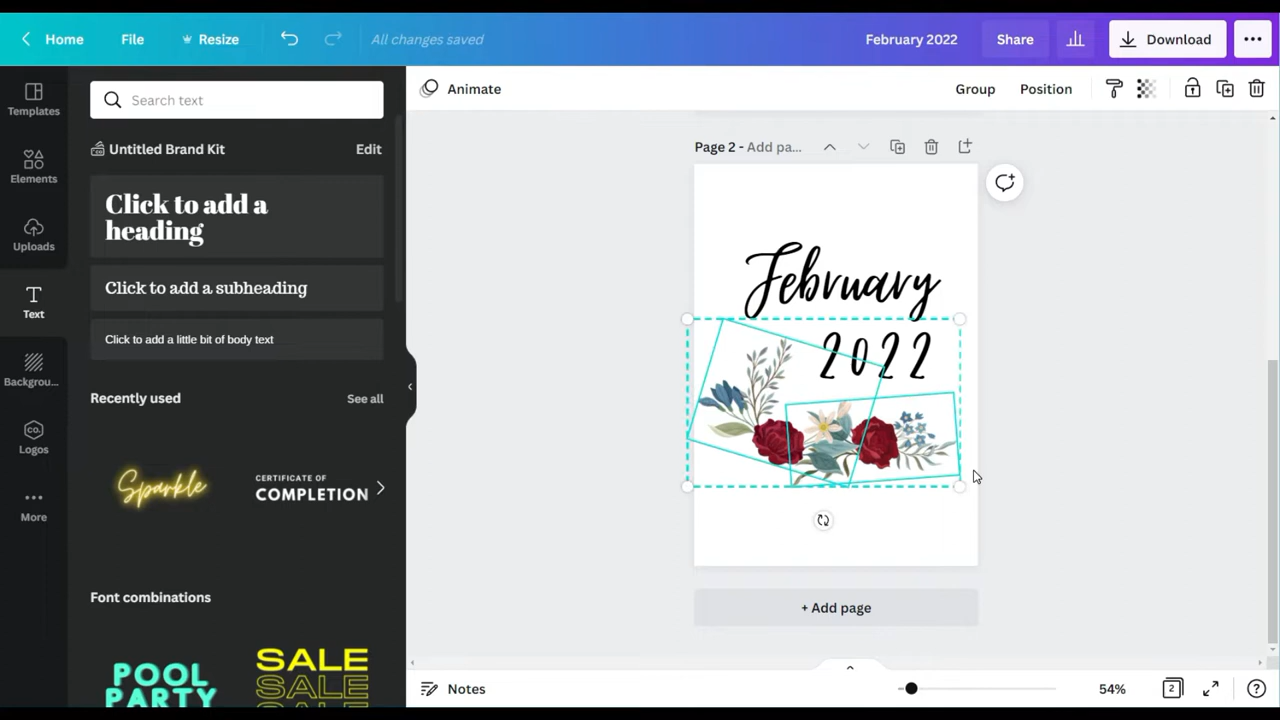 Home File Resize All changes saved February 2022 Share Download
Templates
Elements
Uploads
Text
Backgrou...
Logos
More
Search text
Untitled Brand Kit Edit
Click to add a
heading
Click to add a subheading
Click to add a little bit of body text
Recently used See all
Sparkle
CERTIFICATE OF
COMPLETION
Font combinations
POOL
PARTY
SALE
SALE
SALE
Animate Group Position
Page 2 - Add pa...
February
2022
+ Add page
Notes 54% 2